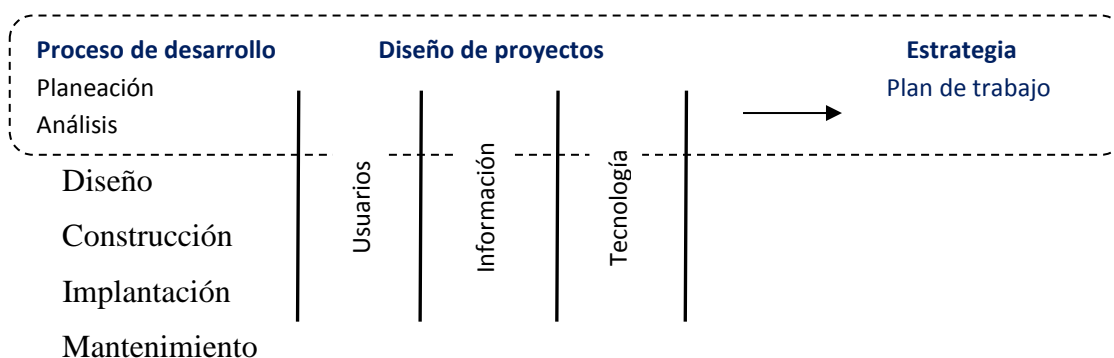 Proceso de desarrollo Diseño de proyectos Estrategia
Planeación Plan de trabajo
Análisis
Diseño
Construcción
Implantación
Mantenimiento
Usuarios
Información
Tecnología